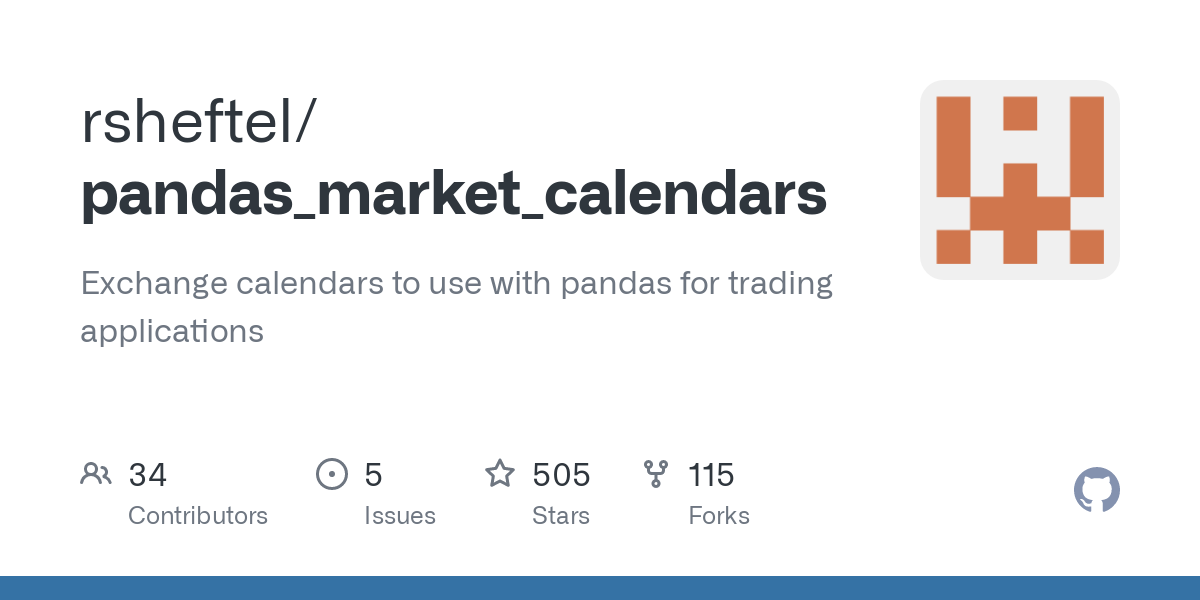 rsheftel/
pandas_market_calendars
Exchange calendars to use with pandas for trading
applications
34
Contributors
5
Issues
505
Stars
115
Forks